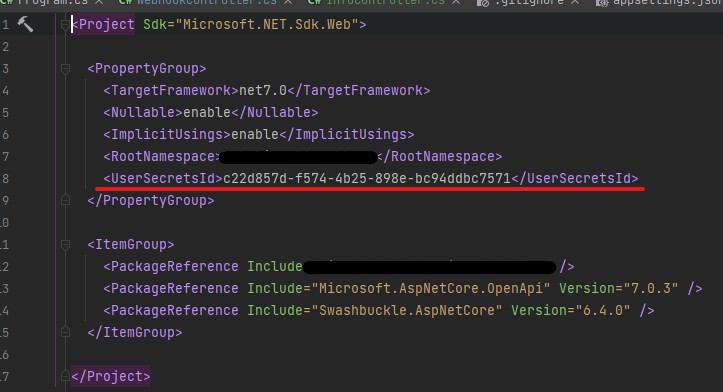 Program.cs WebhookController.cs InfoController.cs .gitignore appsettings.json
1 <Project Sdk="Microsoft.NET.Sdk.Web">
2
3 <PropertyGroup>
4 <TargetFramework>net7.0</TargetFramework>
5 <Nullable>enable</Nullable>
6 <ImplicitUsings>enable</ImplicitUsings>
7 <RootNamespace> </RootNamespace>
8 <UserSecretsId>c22d857d-f574-4b25-898e-bc94ddbc7571</UserSecretsId>
9 </PropertyGroup>
10
11 <ItemGroup>
12 <PackageReference Include />
13 <PackageReference Include="Microsoft.AspNetCore.OpenApi" Version="7.0.3" />
14 <PackageReference Include="Swashbuckle.AspNetCore" Version="6.4.0" />
15 </ItemGroup>
16
17 </Project>